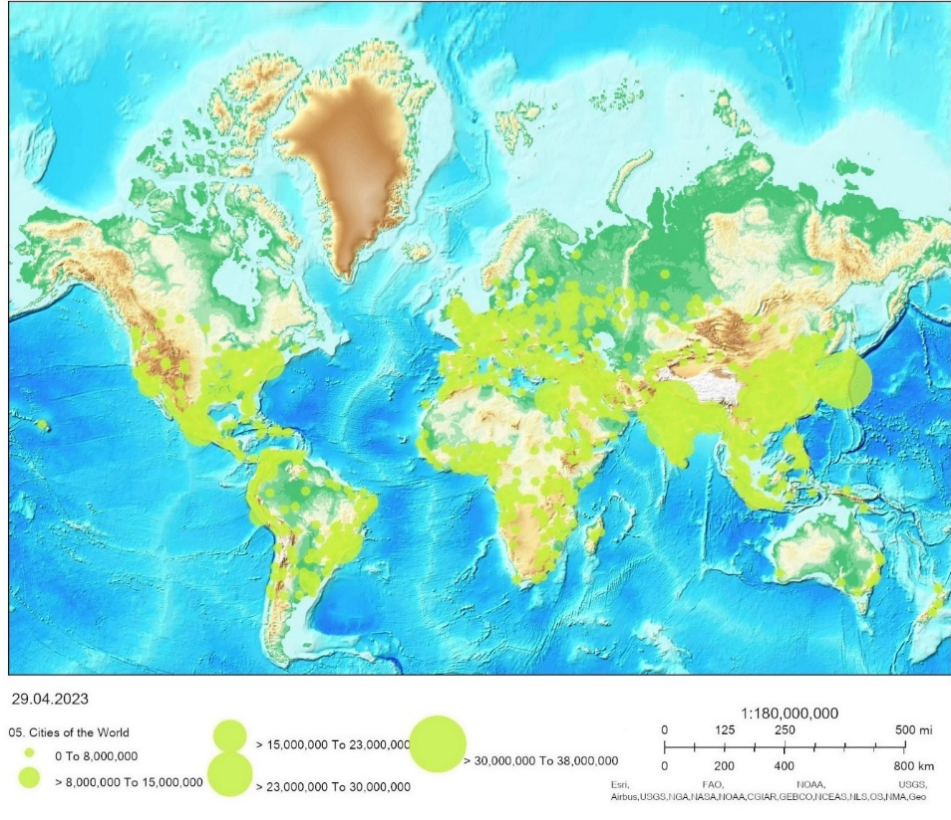 29.04.2023
05. Cities of the World
0 To 8,000,000
> 8,000,000 To 15,000,000
> 15,000,000 To 23,000,000
> 23,000,000 To 30,000,000
> 30,000,000 To 38,000,000
1:180,000,000
0 125 250 500 mi
0 200 400 800 km
Esri, FAO, NOAA, USGS,
Airbus,USGS,NGA,NASA,NOAA,CGIAR,GEBCO,NCEAS,NLS,OS,NMA,Geo